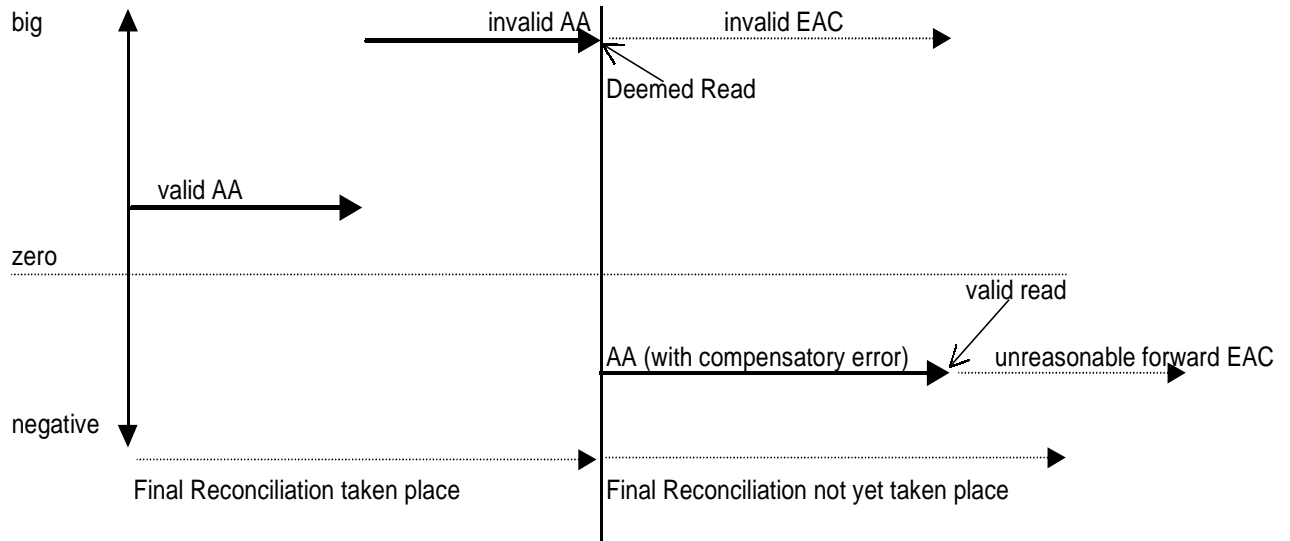 big
invalid AA
invalid EAC
Deemed Read
valid AA
zero
valid read
AA (with compensatory error)
unreasonable forward EAC
negative
Final Reconciliation taken place
Final Reconciliation not yet taken place